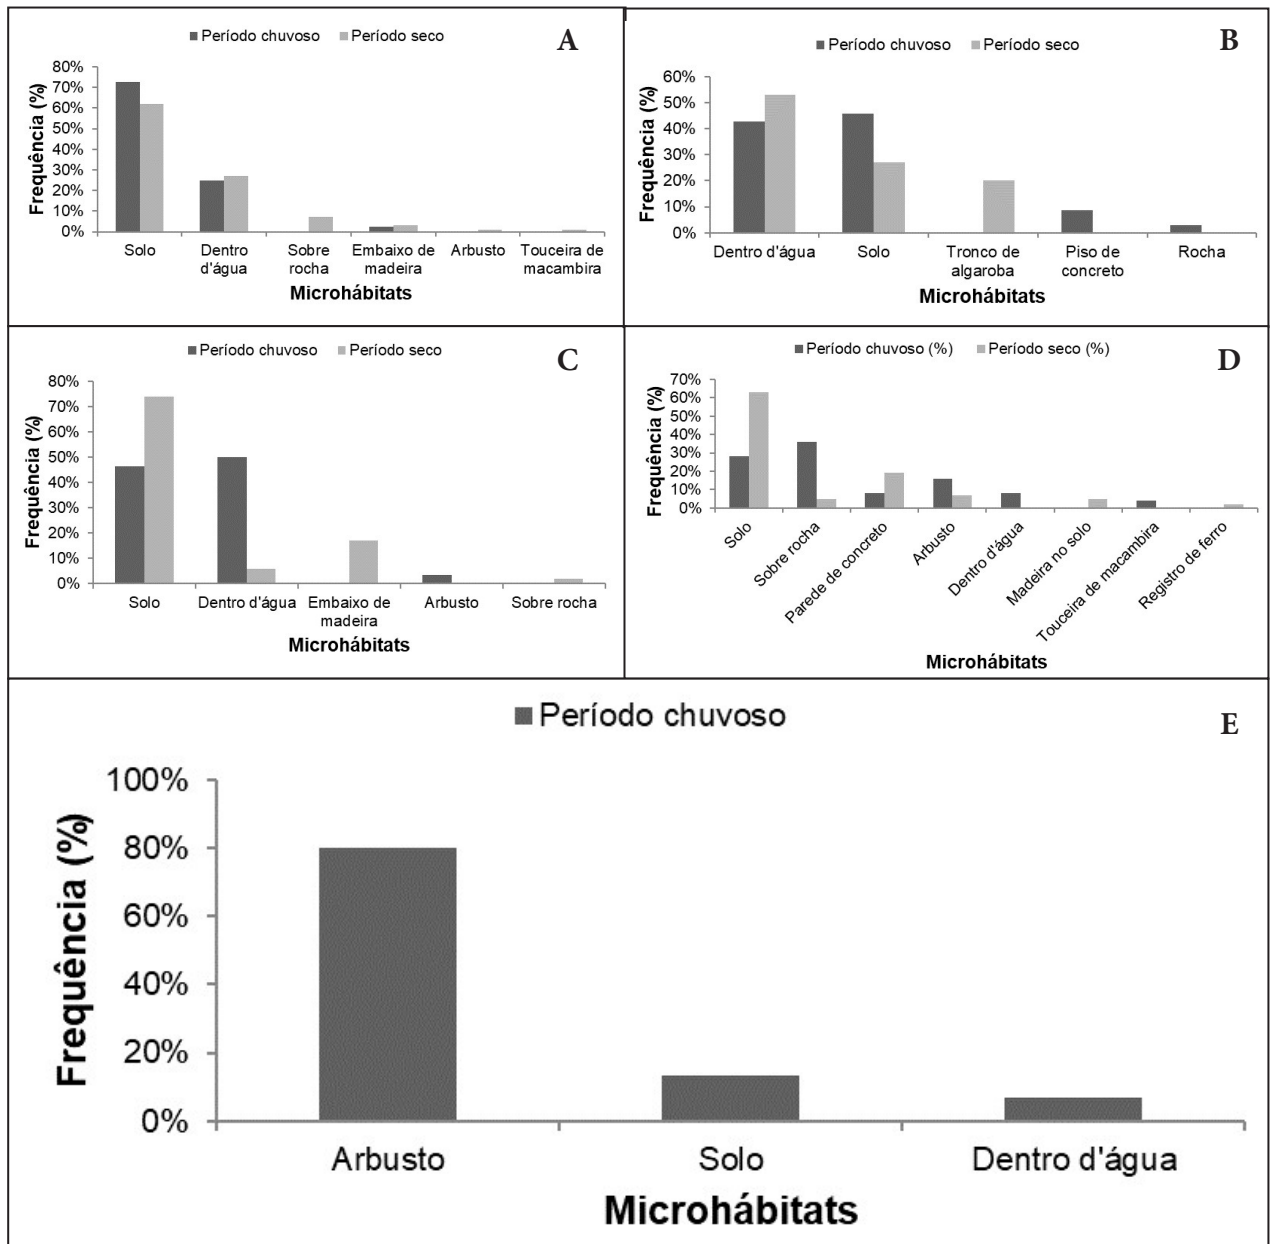 Período chuvoso Período seco A
80%
70%
60%
50%
40%
30%
20%
10%
0%
Frequência (%)
Solo Dentro d'água Sobre rocha Embaixo de madeira Arbusto Touceira de macambira
Microhábitats
Período chuvoso Período seco B
60%
50%
40%
30%
20%
10%
0%
Frequência (%)
Dentro d'água Solo Tronco de algaroba Piso de concreto Rocha
Microhábitats
Período chuvoso Período seco C
80%
70%
60%
50%
40%
30%
20%
10%
0%
Frequência (%)
Solo Dentro d'água Embaixo de madeira Arbusto Sobre rocha
Microhábitats
Período chuvoso (%) Período seco (%) D
70%
60%
50%
40%
30%
20%
10%
0%
Frequência (%)
Solo
Sobre rocha
Parede de concreto
Arbusto
Dentro d'água
Madeira no solo
Touceira de macambira
Registro de ferro
Microhábitats
Período chuvoso E
100%
80%
60%
40%
20%
0%
Frequência (%)
Arbusto Solo Dentro d'água
Microhábitats